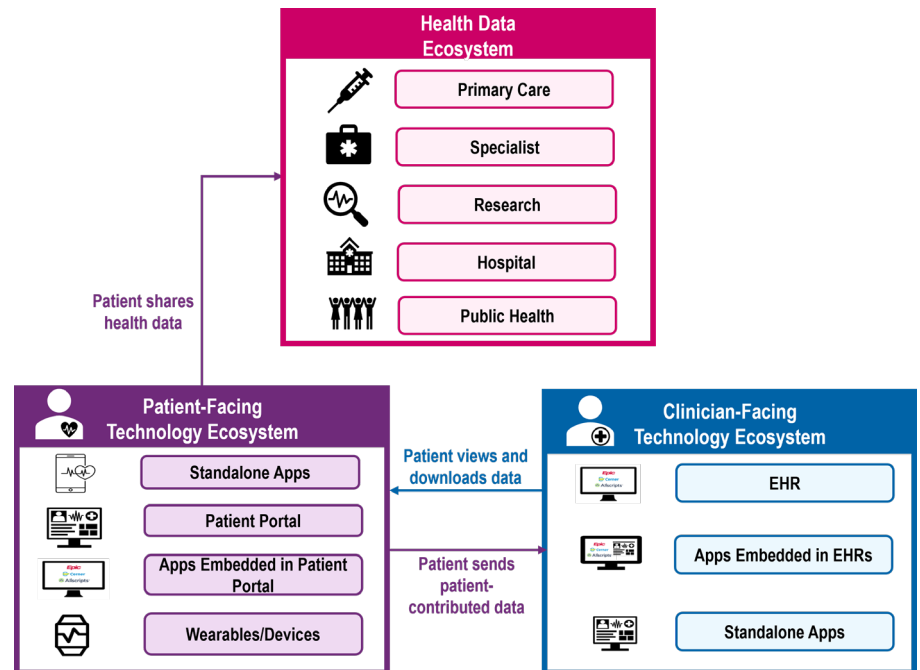 Health Data
Ecosystem
Primary Care
Specialist
Research
Hospital
Public Health
Patient shares
health data
Patient-Facing
Technology Ecosystem
Standalone Apps
Patient Portal
Epic
Cerner
Allscripts
Apps Embedded in Patient
Portal
Wearables/Devices
Patient views and
downloads data
Patient sends
patient-
contributed data
Clinician-Facing
Technology Ecosystem
Epic
Cerner
Allscripts
EHR
Epic
Cerner
Allscripts
Apps Embedded in EHRs
Standalone Apps